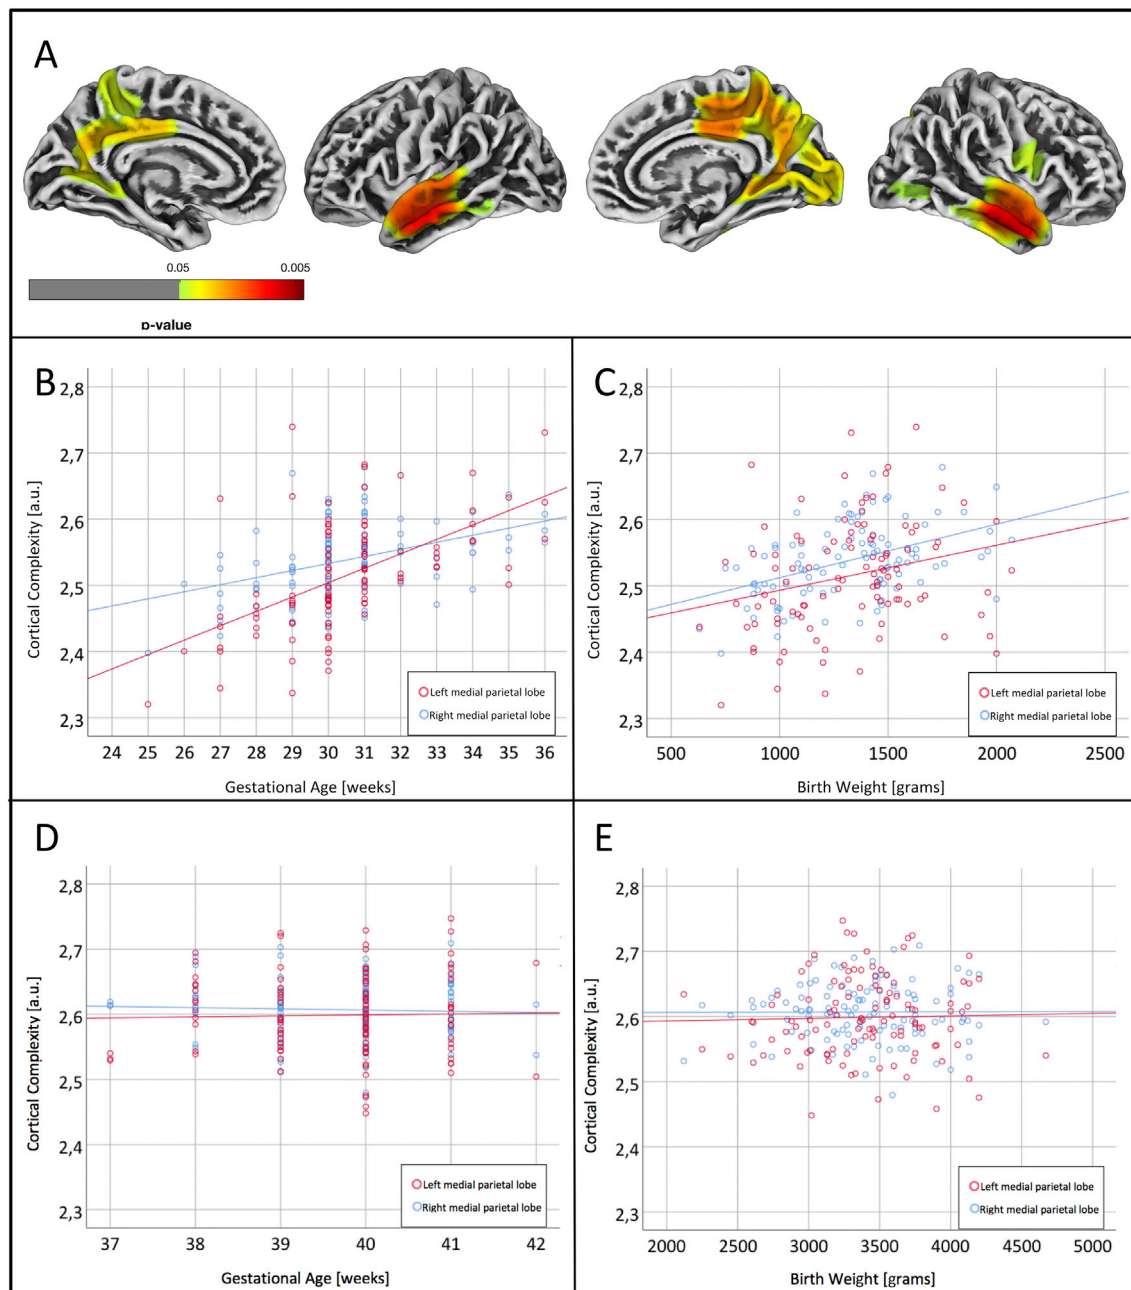 A
0.05 0.005
p-value
B
2,8
2,7
2,6
2,5
2,4
2,3
Cortical Complexity [a.u.]
Left medial parietal lobe
Right medial parietal lobe
24 25 26 27 28 29 30 31 32 33 34 35 36
Gestational Age [weeks]
C
2,8
2,7
2,6
2,5
2,4
2,3
Cortical Complexity [a.u.]
Left medial parietal lobe
Right medial parietal lobe
500 1000 1500 2000 2500
Birth Weight [grams]
D
2,8
2,7
2,6
2,5
2,4
2,3
Cortical Complexity [a.u.]
Left medial parietal lobe
Right medial parietal lobe
37 38 39 40 41 42
Gestational Age [weeks]
E
2,8
2,7
2,6
2,5
2,4
2,3
Cortical Complexity [a.u.]
Left medial parietal lobe
Right medial parietal lobe
2000 2500 3000 3500 4000 4500 5000
Birth Weight [grams]